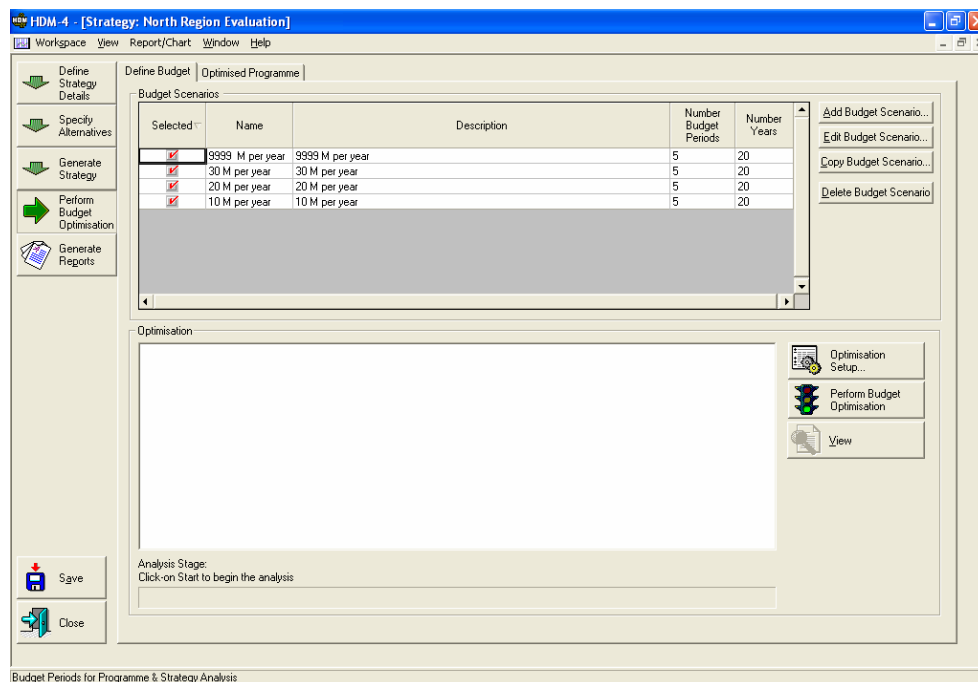 HDM-4 - [Strategy: North Region Evaluation]
Workspace View Report/Chart Window Help
Define
Strategy
Details
Specify
Alternatives
Generate
Strategy
Perform
Budget
Optimisation
Generate
Reports
Save
Close
Define Budget Optimised Programme
Budget Scenarios
Selected Name Description Number Budget Periods Number Years
9999 M per year 9999 M per year 5 20
30 M per year 30 M per year 5 20
20 M per year 20 M per year 5 20
10 M per year 10 M per year 5 20
Add Budget Scenario...
Edit Budget Scenario...
Copy Budget Scenario...
Delete Budget Scenario
Optimisation
Optimisation
Setup...
Perform Budget
Optimisation
View
Analysis Stage:
Click-on Start to begin the analysis
Budget Periods for Programme & Strategy Analysis